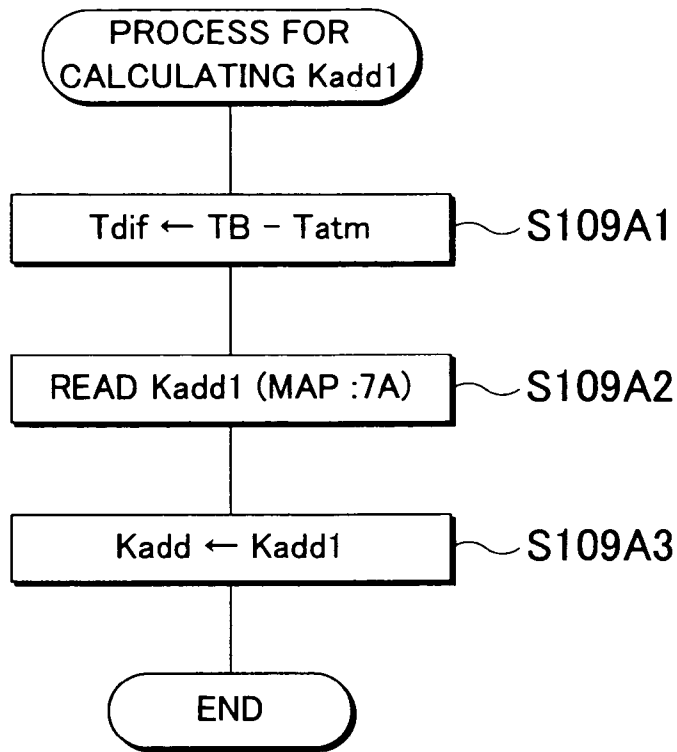 PROCESS FOR
CALCULATING Kadd1
Tdif ← TB − Tatm
S109A1
READ Kadd1 (MAP :7A)
S109A2
Kadd ← Kadd1
S109A3
END